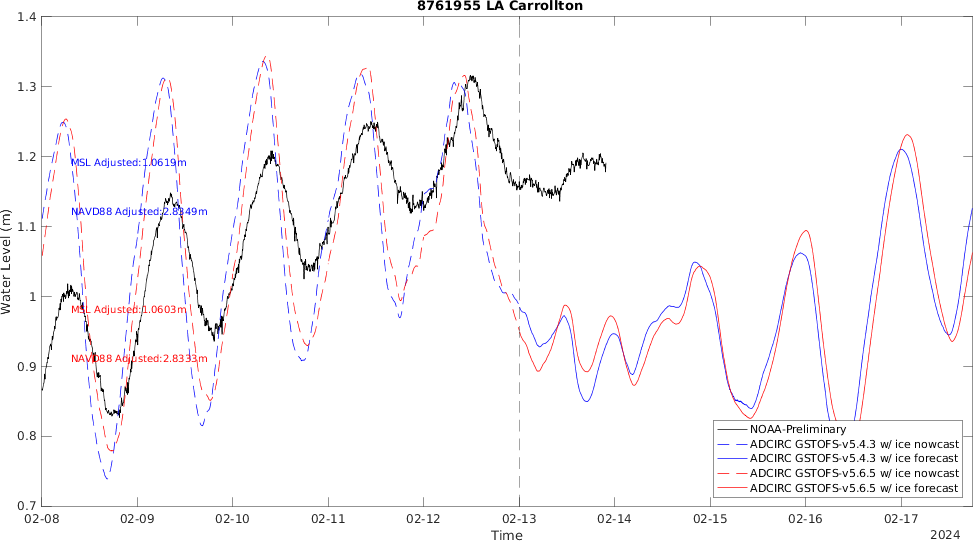 8761955 LA Carrollton
1.4
1.3
1.2
1.1
1
0.9
0.8
0.7
Water Level (m)
MSL Adjusted:1.0619m
NAVD88 Adjusted:2.8349m
MSL Adjusted:1.0603m
NAVD88 Adjusted:2.8333m
NOAA-Preliminary
ADCIRC GSTOFS-v5.4.3 w/ ice nowcast
ADCIRC GSTOFS-v5.4.3 w/ ice forecast
ADCIRC GSTOFS-v5.6.5 w/ ice nowcast
ADCIRC GSTOFS-v5.6.5 w/ ice forecast
02-08 02-09 02-10 02-11 02-12 02-13 02-14 02-15 02-16 02-17
Time
2024